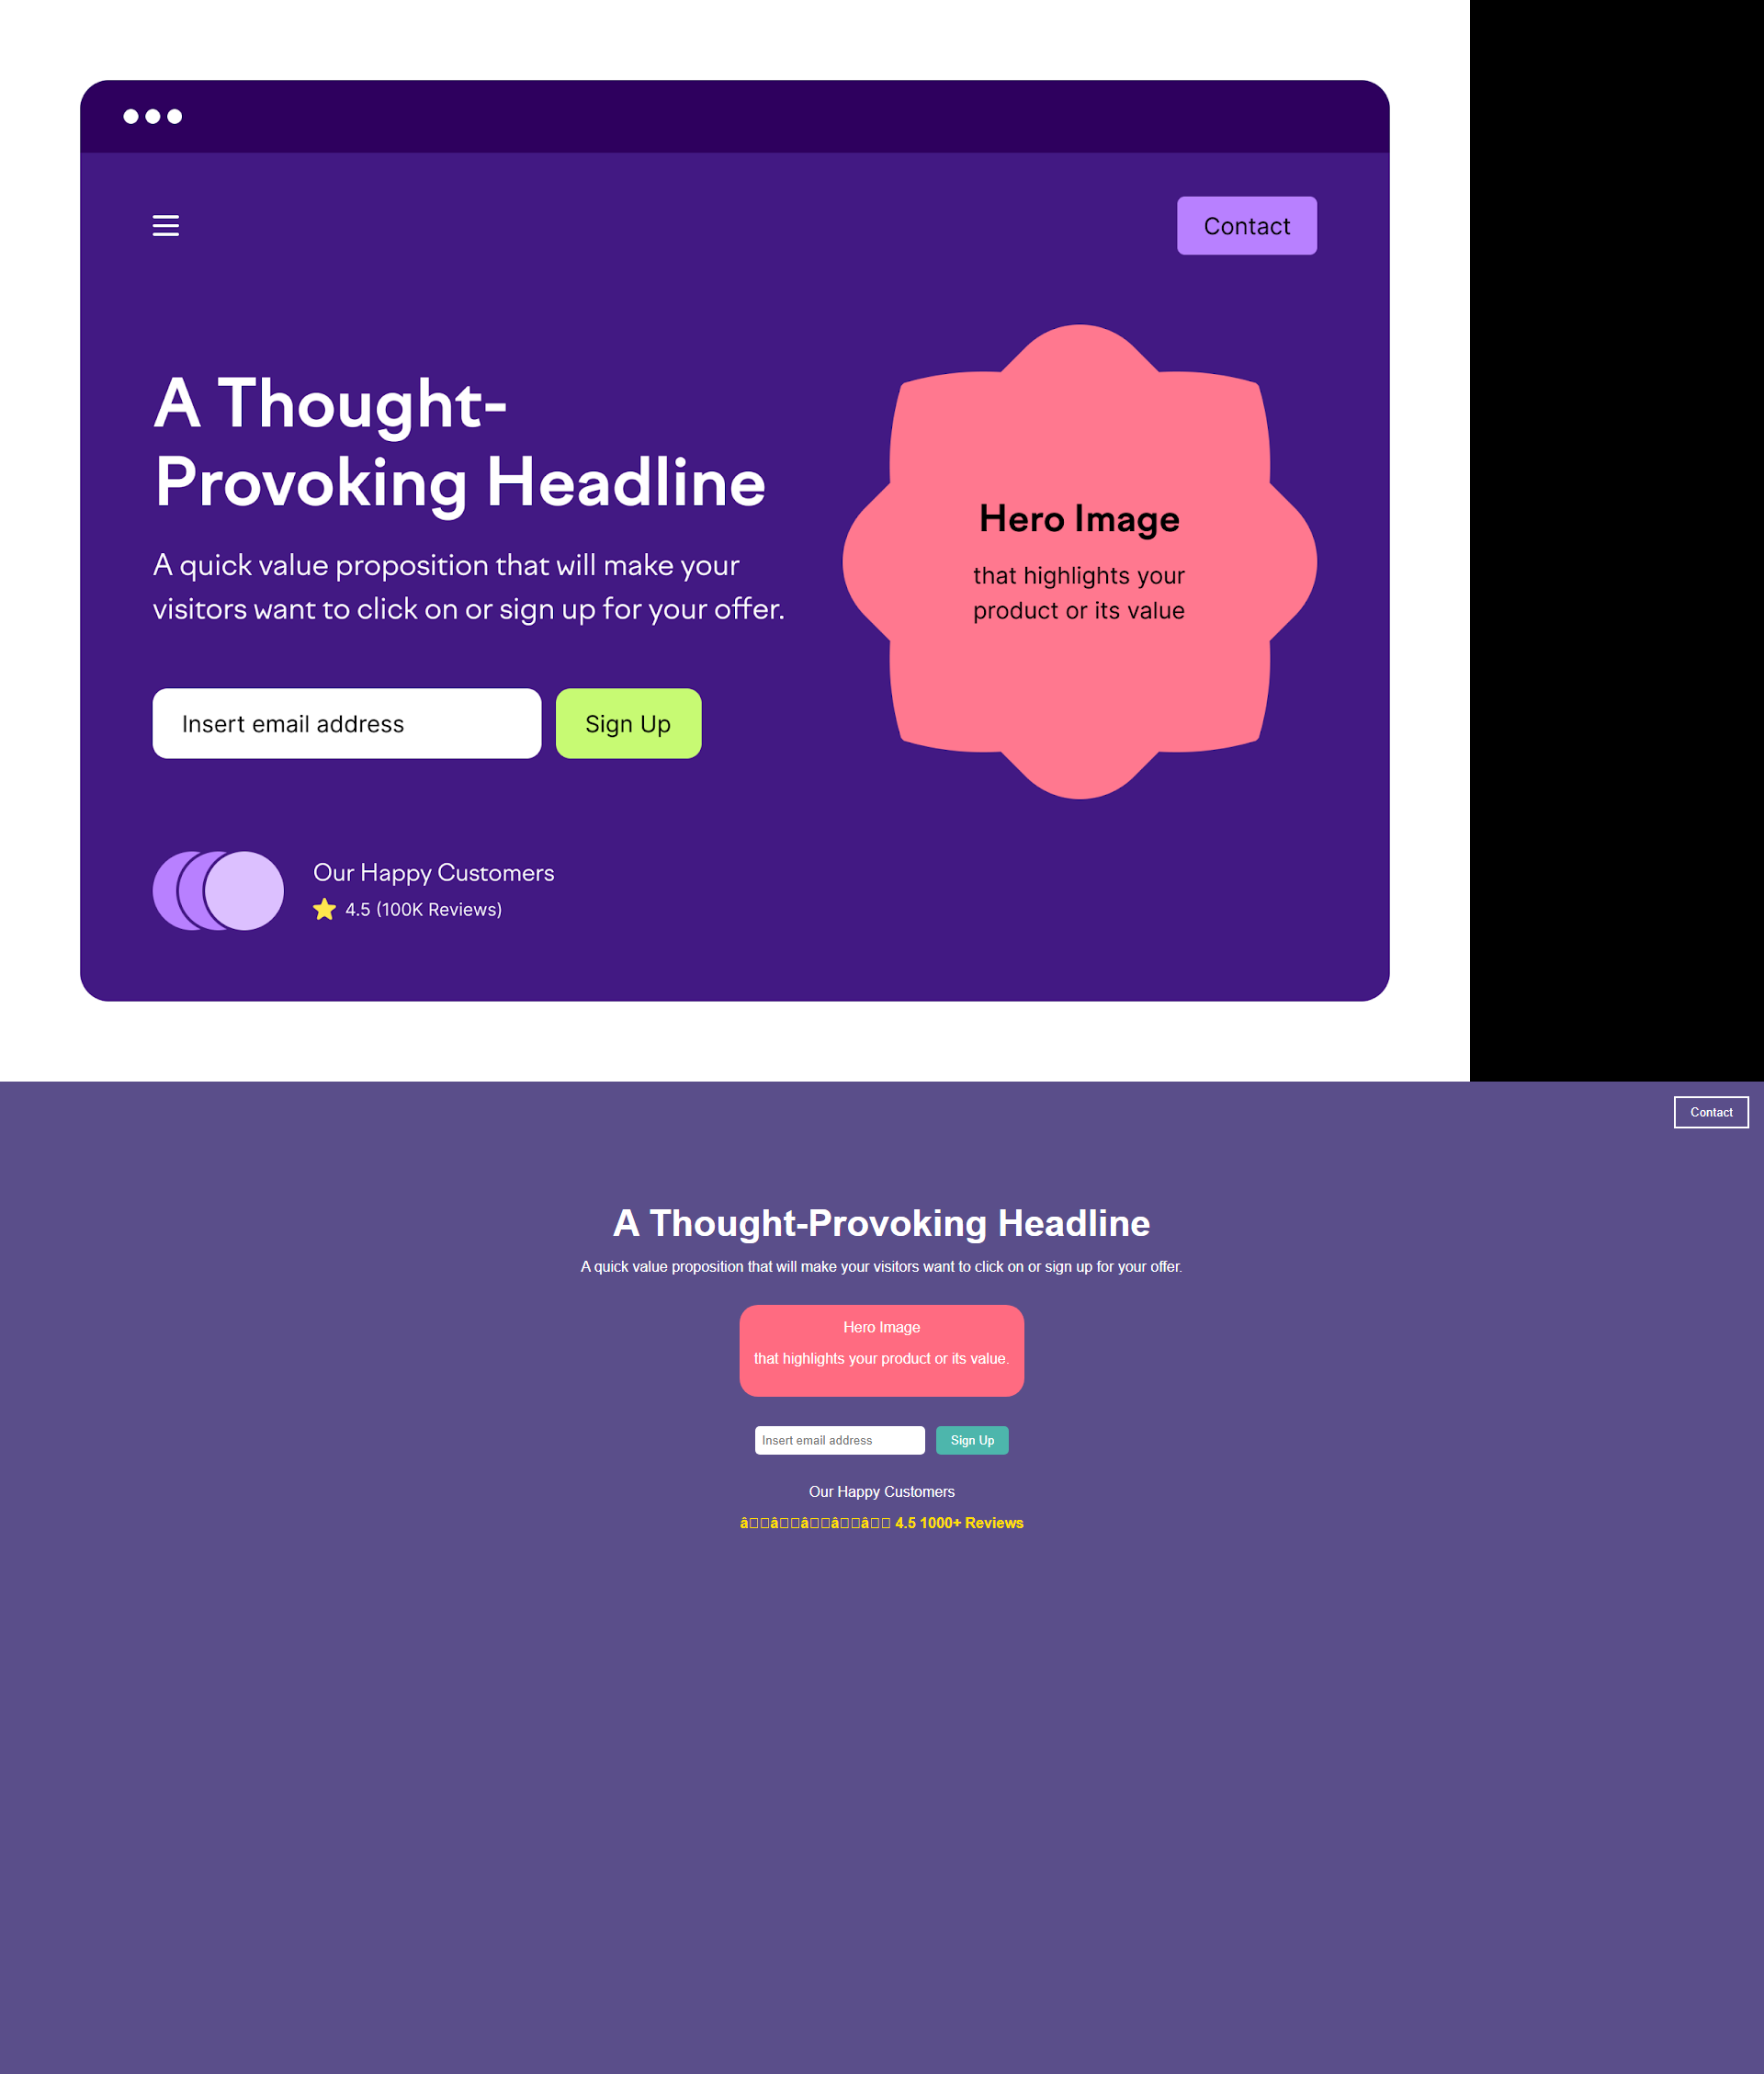 Contact
A Thought-
Provoking Headline
A quick value proposition that will make your
visitors want to click on or sign up for your offer.
Hero Image
that highlights your
product or its value
Insert email address
Sign Up
Our Happy Customers
4.5 (100K Reviews)
Contact
A Thought-Provoking Headline
A quick value proposition that will make your visitors want to click on or sign up for your offer.
Hero Image
that highlights your product or its value.
Insert email address
Sign Up
Our Happy Customers
4.5 1000+ Reviews